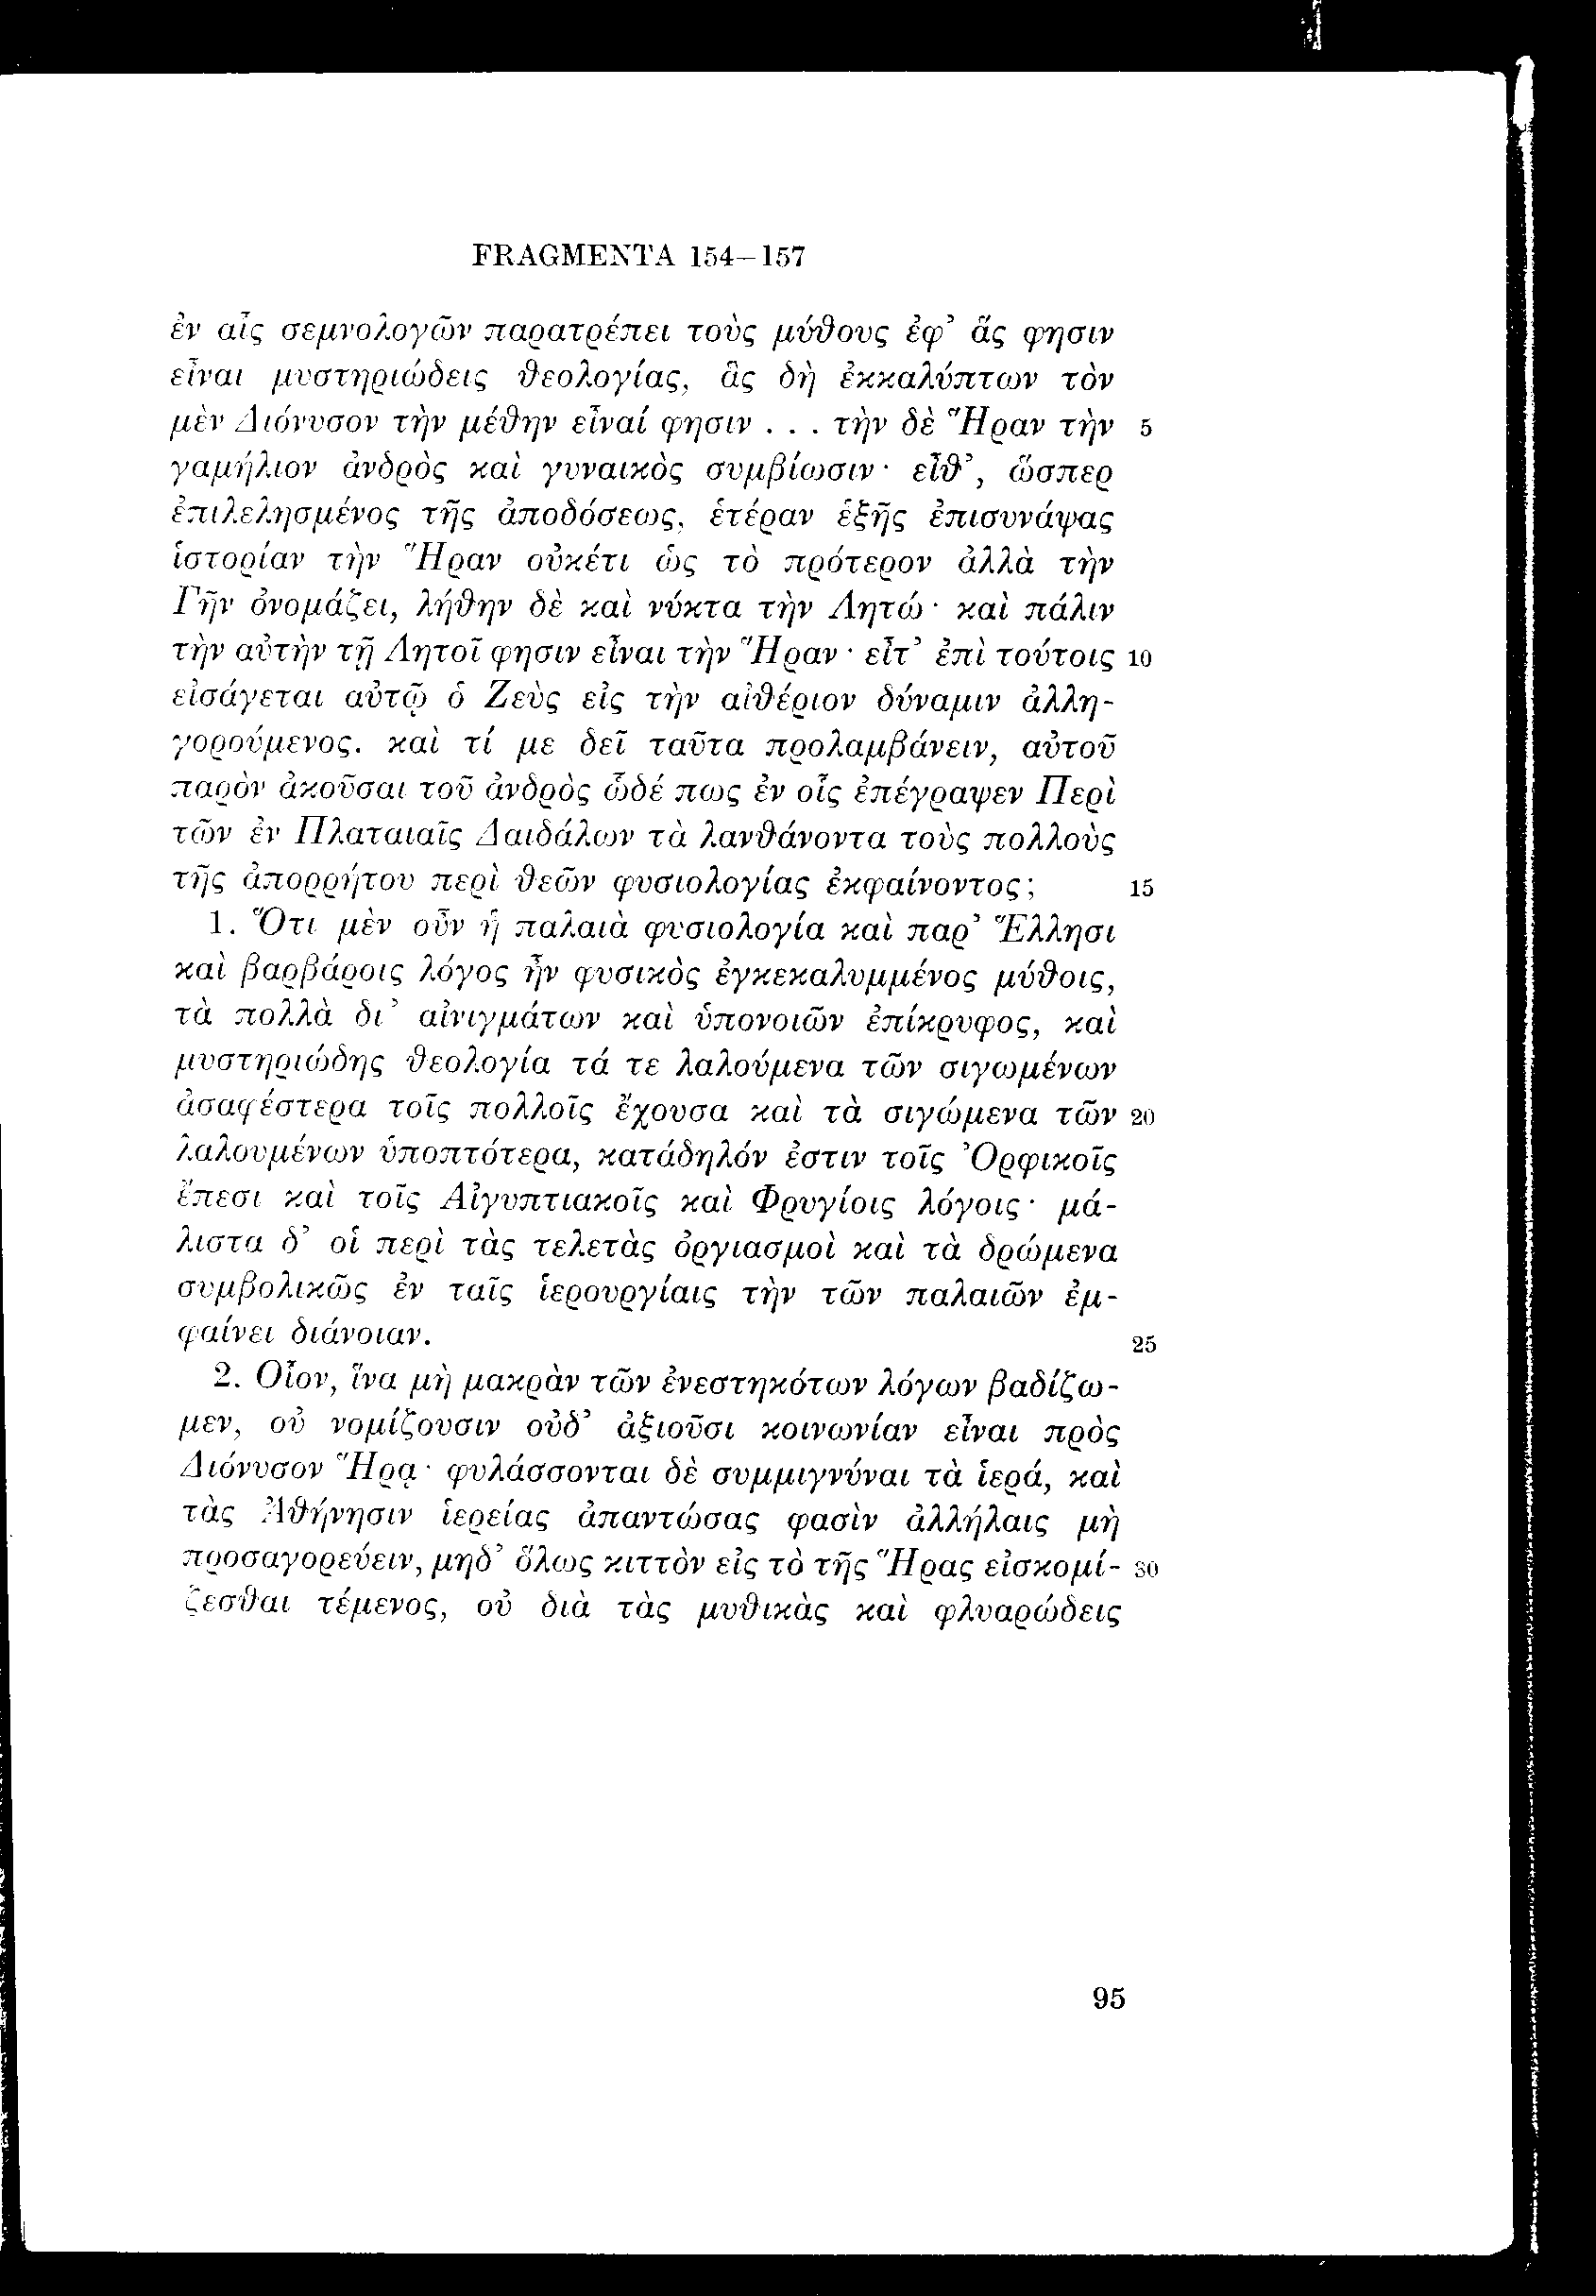 FRAGMENTA 154–157
ἐν αἷς σεμνολογῶν παρατρέπει τοὺς μύθους ἐφ’ ἅς φησιν
εἶναι μυστηριώδεις θεολογίας, ἃς δὴ ἐκκαλύπτων τὸν
μὲν Διόνυσον τὴν μέθην εἶναί φησιν . . . τὴν δὲ Ἥραν τὴν 5
γαμήλιον ἀνδρὸς καὶ γυναικὸς συμβίωσιν· εἶθ’, ὥσπερ
ἐπιλελησμένος τῆς ἀποδόσεως, ἑτέραν ἑξῆς ἐπισυνάψας
ἱστορίαν τὴν Ἥραν οὐκέτι ὡς τὸ πρότερον ἀλλὰ τὴν
Γῆν ὀνομάζει, λήθην δὲ καὶ νύκτα τὴν Λητώ· καὶ πάλιν
τὴν αὐτὴν τῇ Λητοῖ φησιν εἶναι τὴν Ἥραν· εἶτ’ ἐπὶ τούτοις 10
εἰσάγεται αὐτῷ ὁ Ζεὺς εἰς τὴν αἰθέριον δύναμιν ἀλλη-
γορούμενος. καὶ τί με δεῖ ταῦτα προλαμβάνειν, αὐτοῦ
παρὸν ἀκοῦσαι τοῦ ἀνδρὸς ὧδέ πως ἐν οἷς ἐπέγραψεν Περὶ
τῶν ἐν Πλαταιαῖς Δαιδάλων τὰ λανθάνοντα τοὺς πολλοὺς
τῆς ἀπορρήτου περὶ θεῶν φυσιολογίας ἐκφαίνοντος; 15
1. Ὅτι μὲν οὖν ἡ παλαιὰ φυσιολογία καὶ παρ’ Ἕλλησι
καὶ βαρβάροις λόγος ἦν φυσικὸς ἐγκεκαλυμμένος μύθοις,
τὰ πολλὰ δι’ αἰνιγμάτων καὶ ὑπονοιῶν ἐπίκρυφος, καὶ
μυστηριώδης θεολογία τά τε λαλούμενα τῶν σιγωμένων
ἀσαφέστερα τοῖς πολλοῖς ἔχουσα καὶ τὰ σιγώμενα τῶν 20
λαλουμένων ὑποπτότερα, κατάδηλόν ἐστιν τοῖς Ὀρφικοῖς
ἔπεσι καὶ τοῖς Αἰγυπτιακοῖς καὶ Φρυγίοις λόγοις· μά-
λιστα δ’ οἱ περὶ τὰς τελετὰς ὀργιασμοὶ καὶ τὰ δρώμενα
συμβολικῶς ἐν ταῖς ἱερουργίαις τὴν τῶν παλαιῶν ἐμ-
φαίνει διάνοιαν. 25
2. Οἷον, ἵνα μὴ μακρὰν τῶν ἐνεστηκότων λόγων βαδίζω-
μεν, οὐ νομίζουσιν οὐδ’ ἀξιοῦσι κοινωνίαν εἶναι πρὸς
Διόνυσον Ἥρᾳ· φυλάσσονται δὲ συμμιγνύναι τὰ ἱερά, καὶ
τὰς Ἀθήνησιν ἱερείας ἀπαντώσας φασὶν ἀλλήλαις μὴ
προσαγορεύειν, μηδ’ ὅλως κιττὸν εἰς τὸ τῆς Ἥρας εἰσκομί- 30
ζεσθαι τέμενος, οὐ διὰ τὰς μυθικὰς καὶ φλυαρώδεις
95